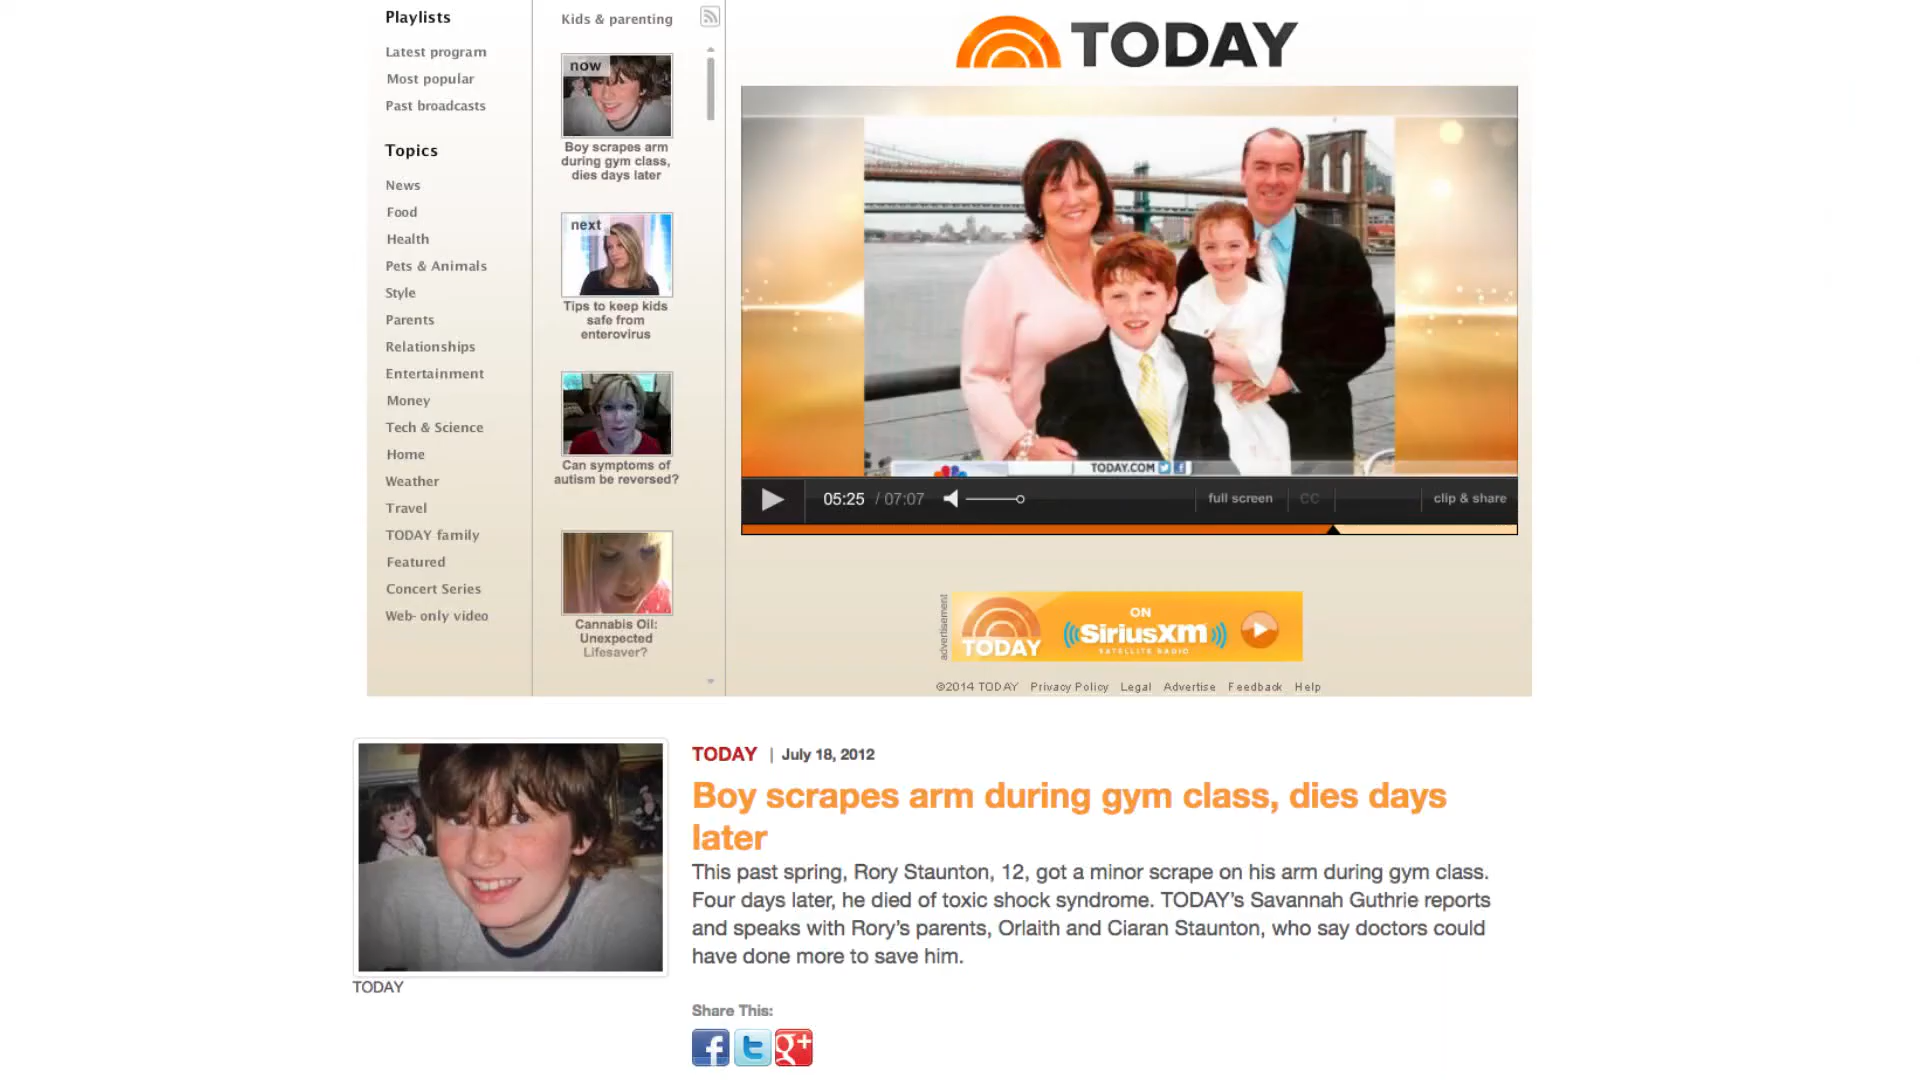 Playlists
Latest program
Most popular
Past broadcasts
Topics
News
Food
Health
Pets & Animals
Style
Parents
Relationships
Entertainment
Money
Tech & Science
Home
Weather
Travel
TODAY family
Featured
Concert Series
Web- only video
Kids & parenting
now
Boy scrapes arm
during gym class,
dies days later
next
Tips to keep kids
safe from
enterovirus
Can symptoms of
autism be reversed?
Cannabis Oil:
Unexpected
Lifesaver?
TODAY
TODAY.COM
05:25 / 07:07
full screen
CC
clip & share
advertisement
TODAY
ON
SiriusXM
SATELLITE RADIO
©2014 TODAY Privacy Policy Legal Advertise Feedback Help
TODAY | July 18, 2012
Boy scrapes arm during gym class, dies days
later
This past spring, Rory Staunton, 12, got a minor scrape on his arm during gym class.
Four days later, he died of toxic shock syndrome. TODAY's Savannah Guthrie reports
and speaks with Rory's parents, Orlaith and Ciaran Staunton, who say doctors could
have done more to save him.
TODAY
Share This:
f t g+